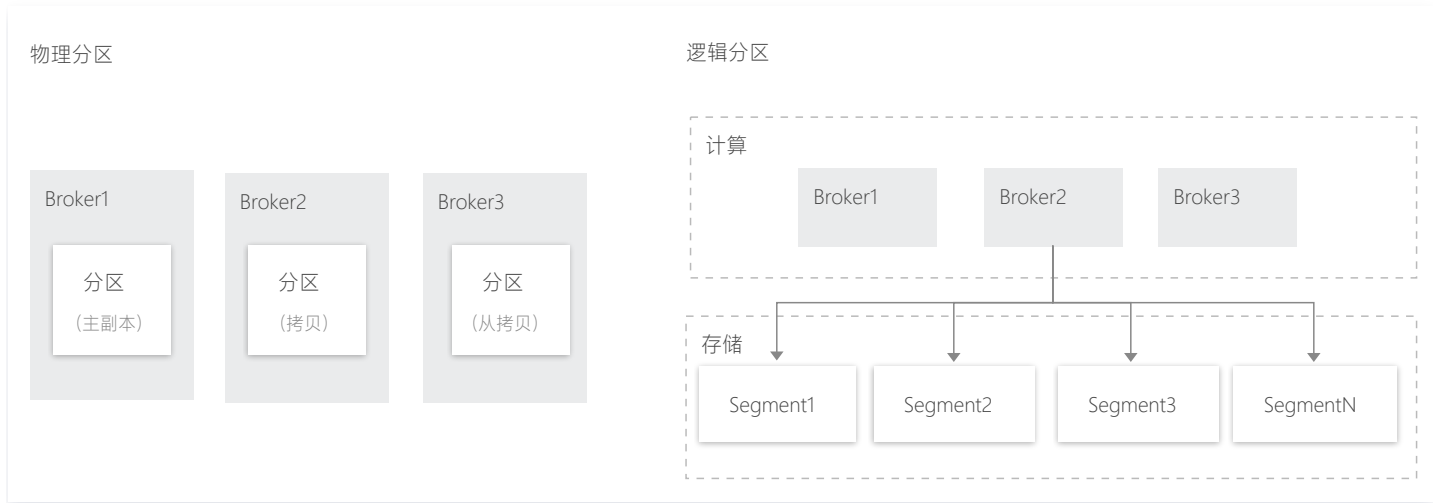 物理分区
Broker1
分区
(主副本)
Broker2
分区
(拷贝)
Broker3
分区
(从拷贝)
逻辑分区
计算
Broker1
Broker2
Broker3
存储
Segment1
Segment2
Segment3
SegmentN